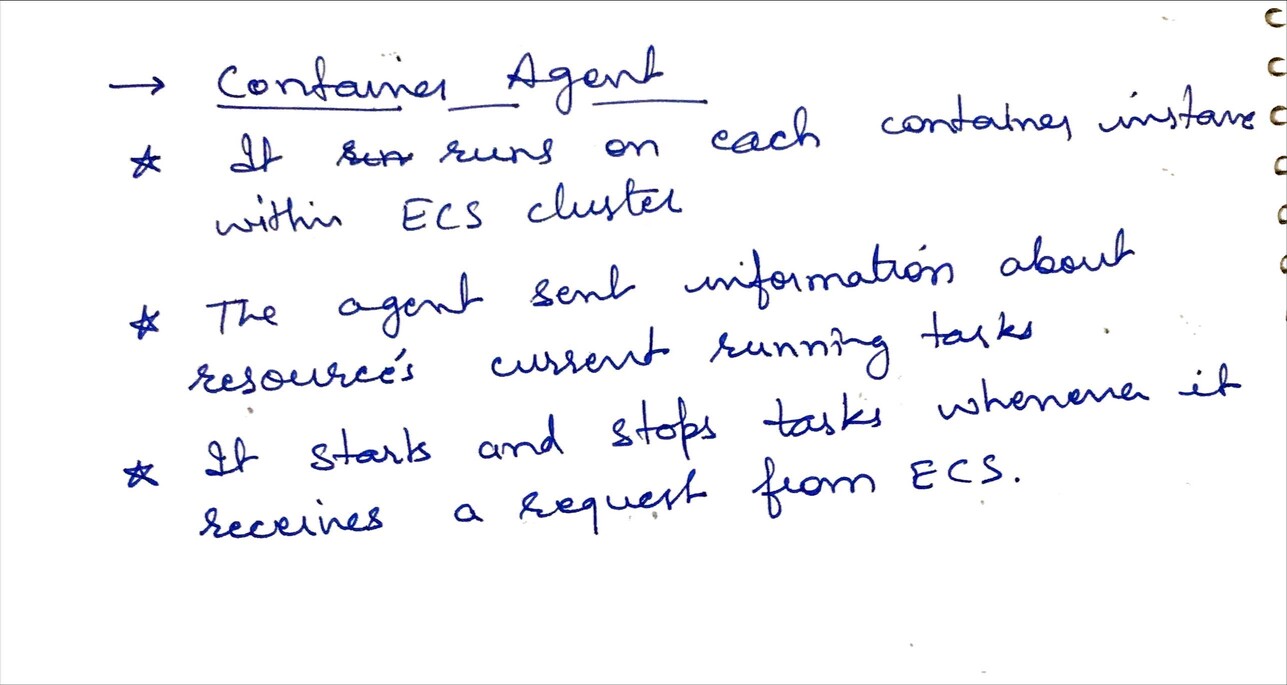 → Container Agent
* It run runs on each container instance
within ECS cluster
* The agent sent information about
resource's current running tasks
* It starts and stops tasks whenever it
receives a request from ECS.